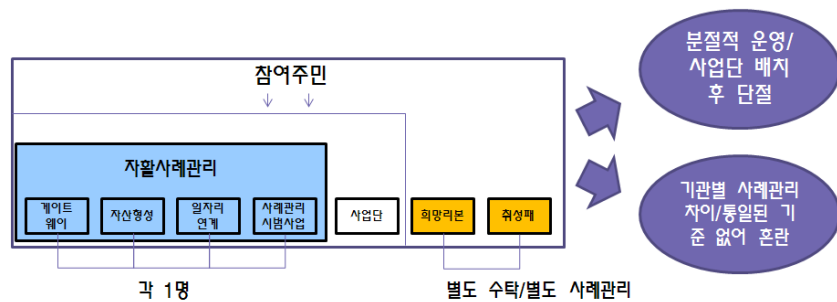 참여주민
자활사례관리
게이트
웨이
자산형성
일자리
연계
사례관리
시범사업
사업단
희망리본
취성패
각 1명
별도 수탁/별도 사례관리
분절적 운영/
사업단 배치
후 단절
기관별 사례관리
차이/통일된 기
준 없어 혼란